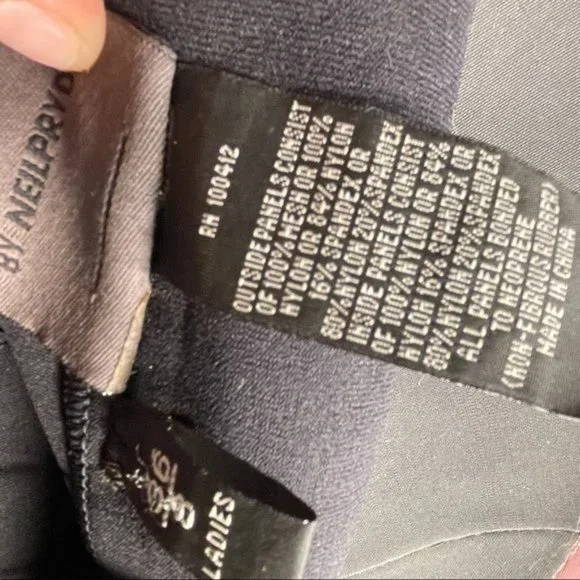 BY NEILPRYD
RN 100412
OUTSIDE PANELS CONSIST
OF 100% MESH OR 100%
NYLON OR 84% NYLON
16% SPANDEX OR
80% NYLON 20% SPANDEX
INSIDE PANELS CONSIST
OF 100% NYLON OR 84%
NYLON 16% SPANDEX OR
80% NYLON 20% SPANDEX
ALL PANELS BONDED
TO NEOPRENE
(NON-FIBROUS RUBBER)
MADE IN CHINA
LADIES